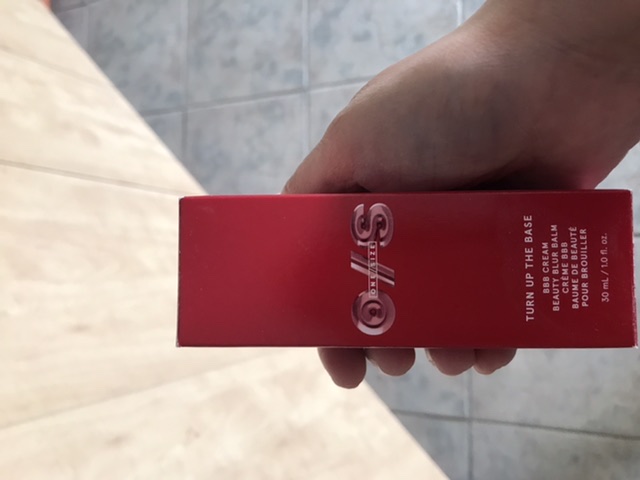 O/S
ONE/SIZE
TURN UP THE BASE
BBB CREAM
BEAUTY BLUR BALM
CRÈME BBB
BAUME DE BEAUTÉ
POUR BROUILLER
30 mL / 1.0 fl. oz.